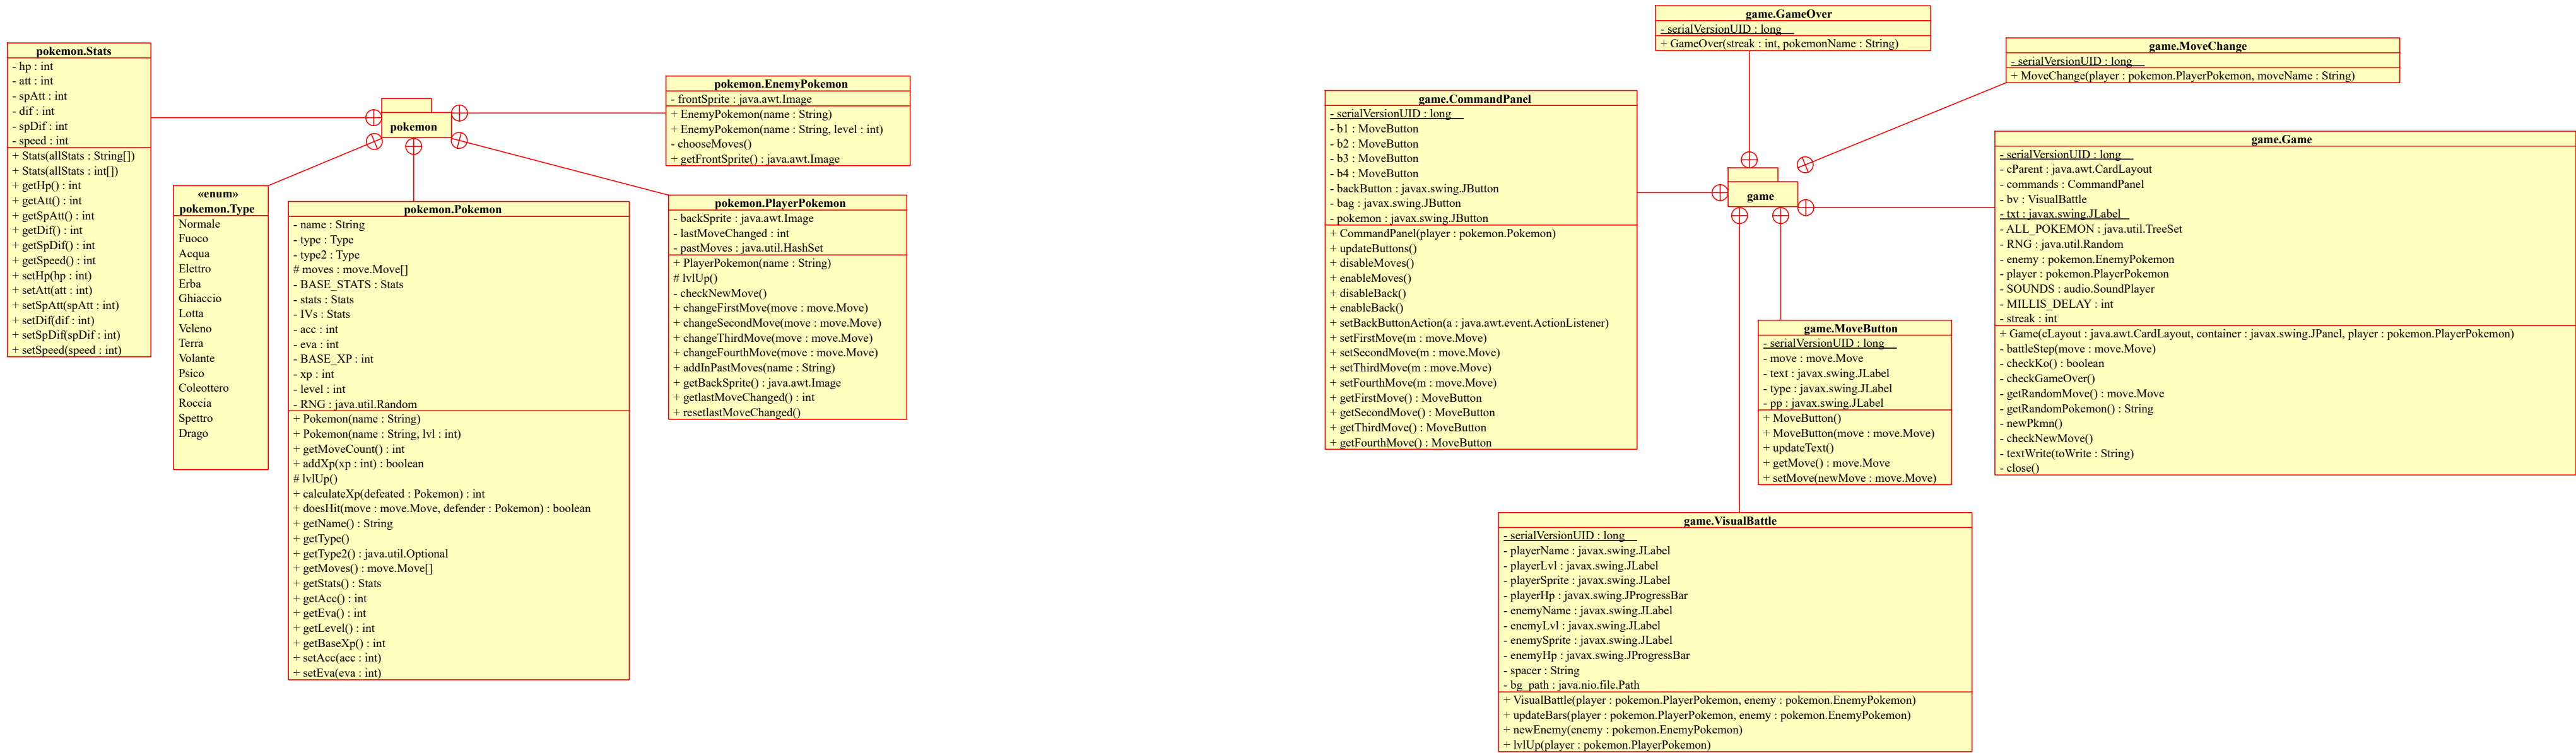 pokemon.Stats
- hp : int
- att : int
- spAtt : int
- dif : int
- spDif : int
- speed : int
+ Stats(allStats : String[])
+ Stats(allStats : int[])
+ getHp() : int
+ getAtt() : int
+ getSpAtt() : int
+ getDif() : int
+ getSpDif() : int
+ getSpeed() : int
+ setHp(hp : int)
+ setAtt(att : int)
+ setSpAtt(spAtt : int)
+ setDif(dif : int)
+ setSpDif(spDif : int)
+ setSpeed(speed : int)
pokemon
«enum»
pokemon.Type
Normale
Fuoco
Acqua
Elettro
Erba
Ghiaccio
Lotta
Veleno
Terra
Volante
Psico
Coleottero
Roccia
Spettro
Drago
pokemon.Pokemon
- name : String
- type : Type
- type2 : Type
# moves : move.Move[]
- BASE_STATS : Stats
- stats : Stats
- IVs : Stats
- acc : int
- eva : int
- BASE_XP : int
- xp : int
- level : int
- RNG : java.util.Random
+ Pokemon(name : String)
+ Pokemon(name : String, lvl : int)
+ getMoveCount() : int
+ addXp(xp : int) : boolean
# lvlUp()
+ calculateXp(defeated : Pokemon) : int
+ doesHit(move : move.Move, defender : Pokemon) : boolean
+ getName() : String
+ getType()
+ getType2() : java.util.Optional
+ getMoves() : move.Move[]
+ getStats() : Stats
+ getAcc() : int
+ getEva() : int
+ getLevel() : int
+ getBaseXp() : int
+ setAcc(acc : int)
+ setEva(eva : int)
pokemon.EnemyPokemon
- frontSprite : java.awt.Image
+ EnemyPokemon(name : String)
+ EnemyPokemon(name : String, level : int)
- chooseMoves()
+ getFrontSprite() : java.awt.Image
pokemon.PlayerPokemon
- backSprite : java.awt.Image
- lastMoveChanged : int
- pastMoves : java.util.HashSet
+ PlayerPokemon(name : String)
# lvlUp()
- checkNewMove()
+ changeFirstMove(move : move.Move)
+ changeSecondMove(move : move.Move)
+ changeThirdMove(move : move.Move)
+ changeFourthMove(move : move.Move)
+ addInPastMoves(name : String)
+ getBackSprite() : java.awt.Image
+ getlastMoveChanged() : int
+ resetlastMoveChanged()
game.CommandPanel
- serialVersionUID : long
- b1 : MoveButton
- b2 : MoveButton
- b3 : MoveButton
- b4 : MoveButton
- backButton : javax.swing.JButton
- bag : javax.swing.JButton
- pokemon : javax.swing.JButton
+ CommandPanel(player : pokemon.Pokemon)
+ updateButtons()
+ disableMoves()
+ enableMoves()
+ disableBack()
+ enableBack()
+ setBackButtonAction(a : java.awt.event.ActionListener)
+ setFirstMove(m : move.Move)
+ setSecondMove(m : move.Move)
+ setThirdMove(m : move.Move)
+ setFourthMove(m : move.Move)
+ getFirstMove() : MoveButton
+ getSecondMove() : MoveButton
+ getThirdMove() : MoveButton
+ getFourthMove() : MoveButton
game.GameOver
- serialVersionUID : long
+ GameOver(streak : int, pokemonName : String)
game
game.MoveChange
- serialVersionUID : long
+ MoveChange(player : pokemon.PlayerPokemon, moveName : String)
game.Game
- serialVersionUID : long
- cParent : java.awt.CardLayout
- commands : CommandPanel
- bv : VisualBattle
- txt : javax.swing.JLabel
- ALL_POKEMON : java.util.TreeSet
- RNG : java.util.Random
- enemy : pokemon.EnemyPokemon
- player : pokemon.PlayerPokemon
- SOUNDS : audio.SoundPlayer
- MILLIS_DELAY : int
- streak : int
+ Game(cLayout : java.awt.CardLayout, container : javax.swing.JPanel, player : pokemon.PlayerPokemon)
- battleStep(move : move.Move)
- checkKo() : boolean
- checkGameOver()
- getRandomMove() : move.Move
- getRandomPokemon() : String
- newPkmn()
- checkNewMove()
- textWrite(toWrite : String)
- close()
game.MoveButton
- serialVersionUID : long
- move : move.Move
- text : javax.swing.JLabel
- type : javax.swing.JLabel
- pp : javax.swing.JLabel
+ MoveButton()
+ MoveButton(move : move.Move)
+ updateText()
+ getMove() : move.Move
+ setMove(newMove : move.Move)
game.VisualBattle
- serialVersionUID : long
- playerName : javax.swing.JLabel
- playerLvl : javax.swing.JLabel
- playerSprite : javax.swing.JLabel
- playerHp : javax.swing.JProgressBar
- enemyName : javax.swing.JLabel
- enemyLvl : javax.swing.JLabel
- enemySprite : javax.swing.JLabel
- enemyHp : javax.swing.JProgressBar
- spacer : String
- bg_path : java.nio.file.Path
+ VisualBattle(player : pokemon.PlayerPokemon, enemy : pokemon.EnemyPokemon)
+ updateBars(player : pokemon.PlayerPokemon, enemy : pokemon.EnemyPokemon)
+ newEnemy(enemy : pokemon.EnemyPokemon)
+ lvlUp(player : pokemon.PlayerPokemon)